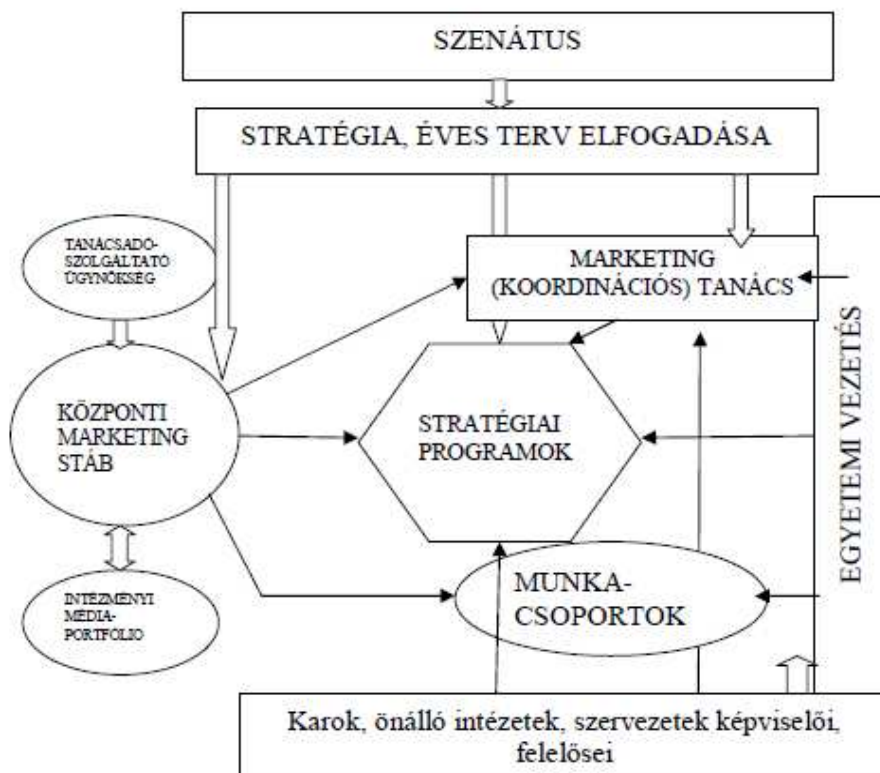 SZENÁTUS
STRATÉGIA, ÉVES TERV ELFOGADÁSA
TANÁCSADÓ-
SZOLGÁLTATÓ
ÜGYNÖKSÉG
MARKETING
(KOORDINÁCIÓS) TANÁCS
EGYETEMI VEZETÉS
KÖZPONTI
MARKETING
STÁB
STRATÉGIAI
PROGRAMOK
INTÉZMÉNYI
MÉDIA-
PORTFÓLIO
MUNKA-
CSOPORTOK
Karok, önálló intézetek, szervezetek képviselői,
felelősei